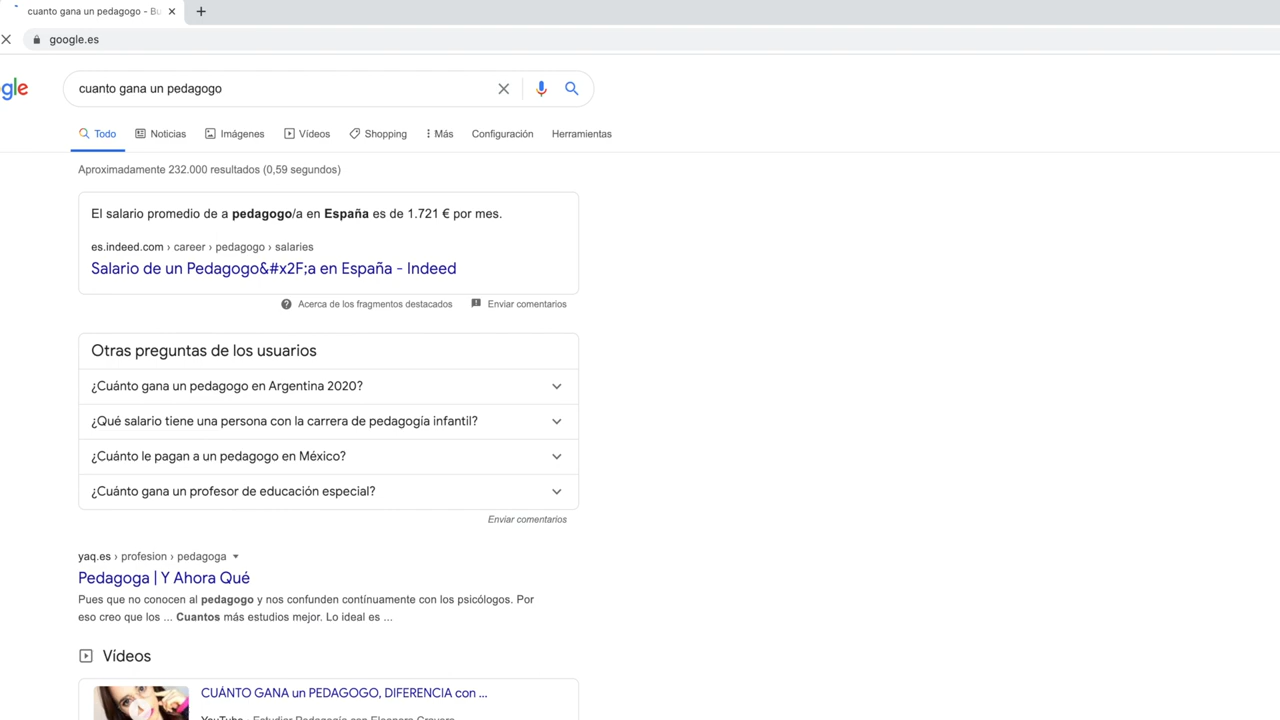 cuanto gana un pedagogo - Bu
google.es
gle
cuanto gana un pedagogo
Todo Noticias Imágenes Vídeos Shopping Más Configuración Herramientas
Aproximadamente 232.000 resultados (0,59 segundos)
El salario promedio de a pedagogo/a en España es de 1.721 € por mes.
es.indeed.com › career › pedagogo › salaries
Salario de un Pedagogo&#x2F;a en España - Indeed
Acerca de los fragmentos destacados Enviar comentarios
Otras preguntas de los usuarios
¿Cuánto gana un pedagogo en Argentina 2020?
¿Qué salario tiene una persona con la carrera de pedagogía infantil?
¿Cuánto le pagan a un pedagogo en México?
¿Cuánto gana un profesor de educación especial?
Enviar comentarios
yaq.es › profesion › pedagoga
Pedagoga | Y Ahora Qué
Pues que no conocen al pedagogo y nos confunden contínuamente con los psicólogos. Por
eso creo que los ... Cuantos más estudios mejor. Lo ideal es ...
Vídeos
CUÁNTO GANA un PEDAGOGO, DIFERENCIA con ...
YouTube · Estudiar Pedagogía con Eleonora Cravero